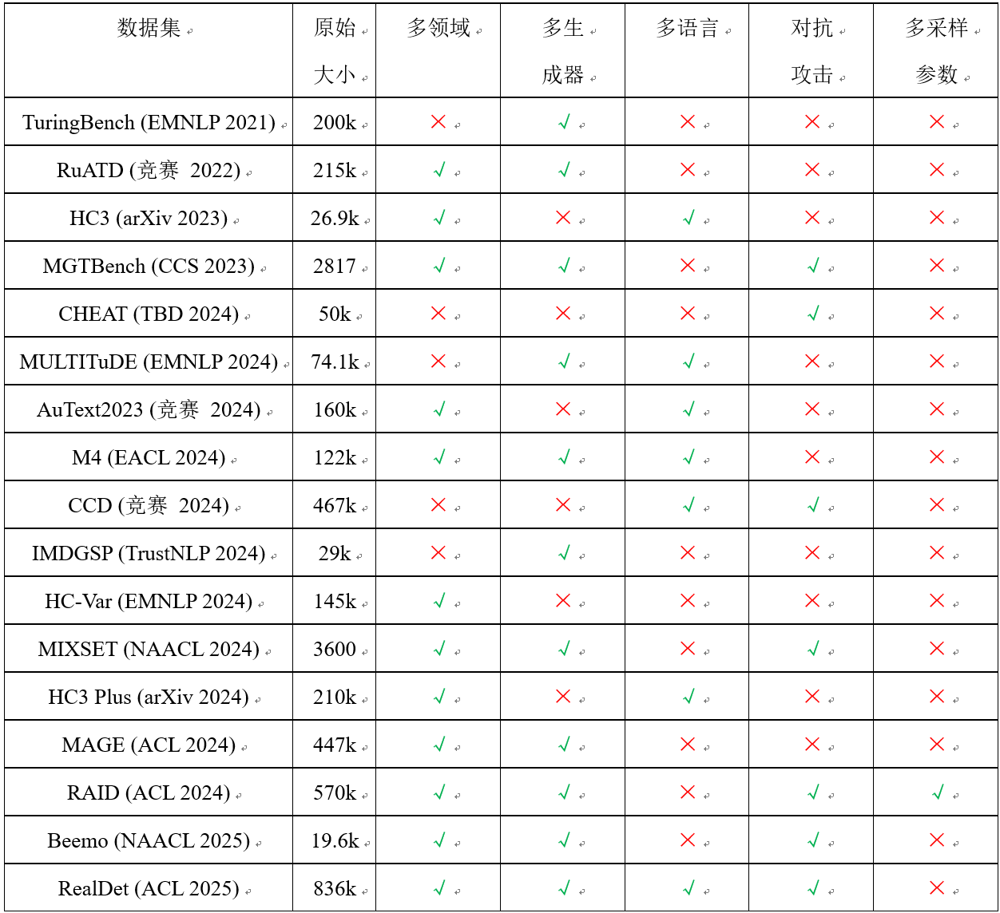 数据集 原始大小 多领域 多生成器 多语言 对抗攻击 多采样参数
TuringBench (EMNLP 2021) 200k × √ × × ×
RuATD (竞赛 2022) 215k √ √ × × ×
HC3 (arXiv 2023) 26.9k √ × √ × ×
MGTBench (CCS 2023) 2817 √ √ × √ ×
CHEAT (TBD 2024) 50k × × × √ ×
MULTITuDE (EMNLP 2024) 74.1k × √ √ × ×
AuText2023 (竞赛 2024) 160k √ × √ × ×
M4 (EACL 2024) 122k √ √ √ × ×
CCD (竞赛 2024) 467k × × √ √ ×
IMDGSP (TrustNLP 2024) 29k × √ × × ×
HC-Var (EMNLP 2024) 145k √ × × × ×
MIXSET (NAACL 2024) 3600 √ √ × √ ×
HC3 Plus (arXiv 2024) 210k √ × √ × ×
MAGE (ACL 2024) 447k √ √ × × ×
RAID (ACL 2024) 570k √ √ × √ √
Beemo (NAACL 2025) 19.6k √ √ × √ ×
RealDet (ACL 2025) 836k √ √ √ √ ×